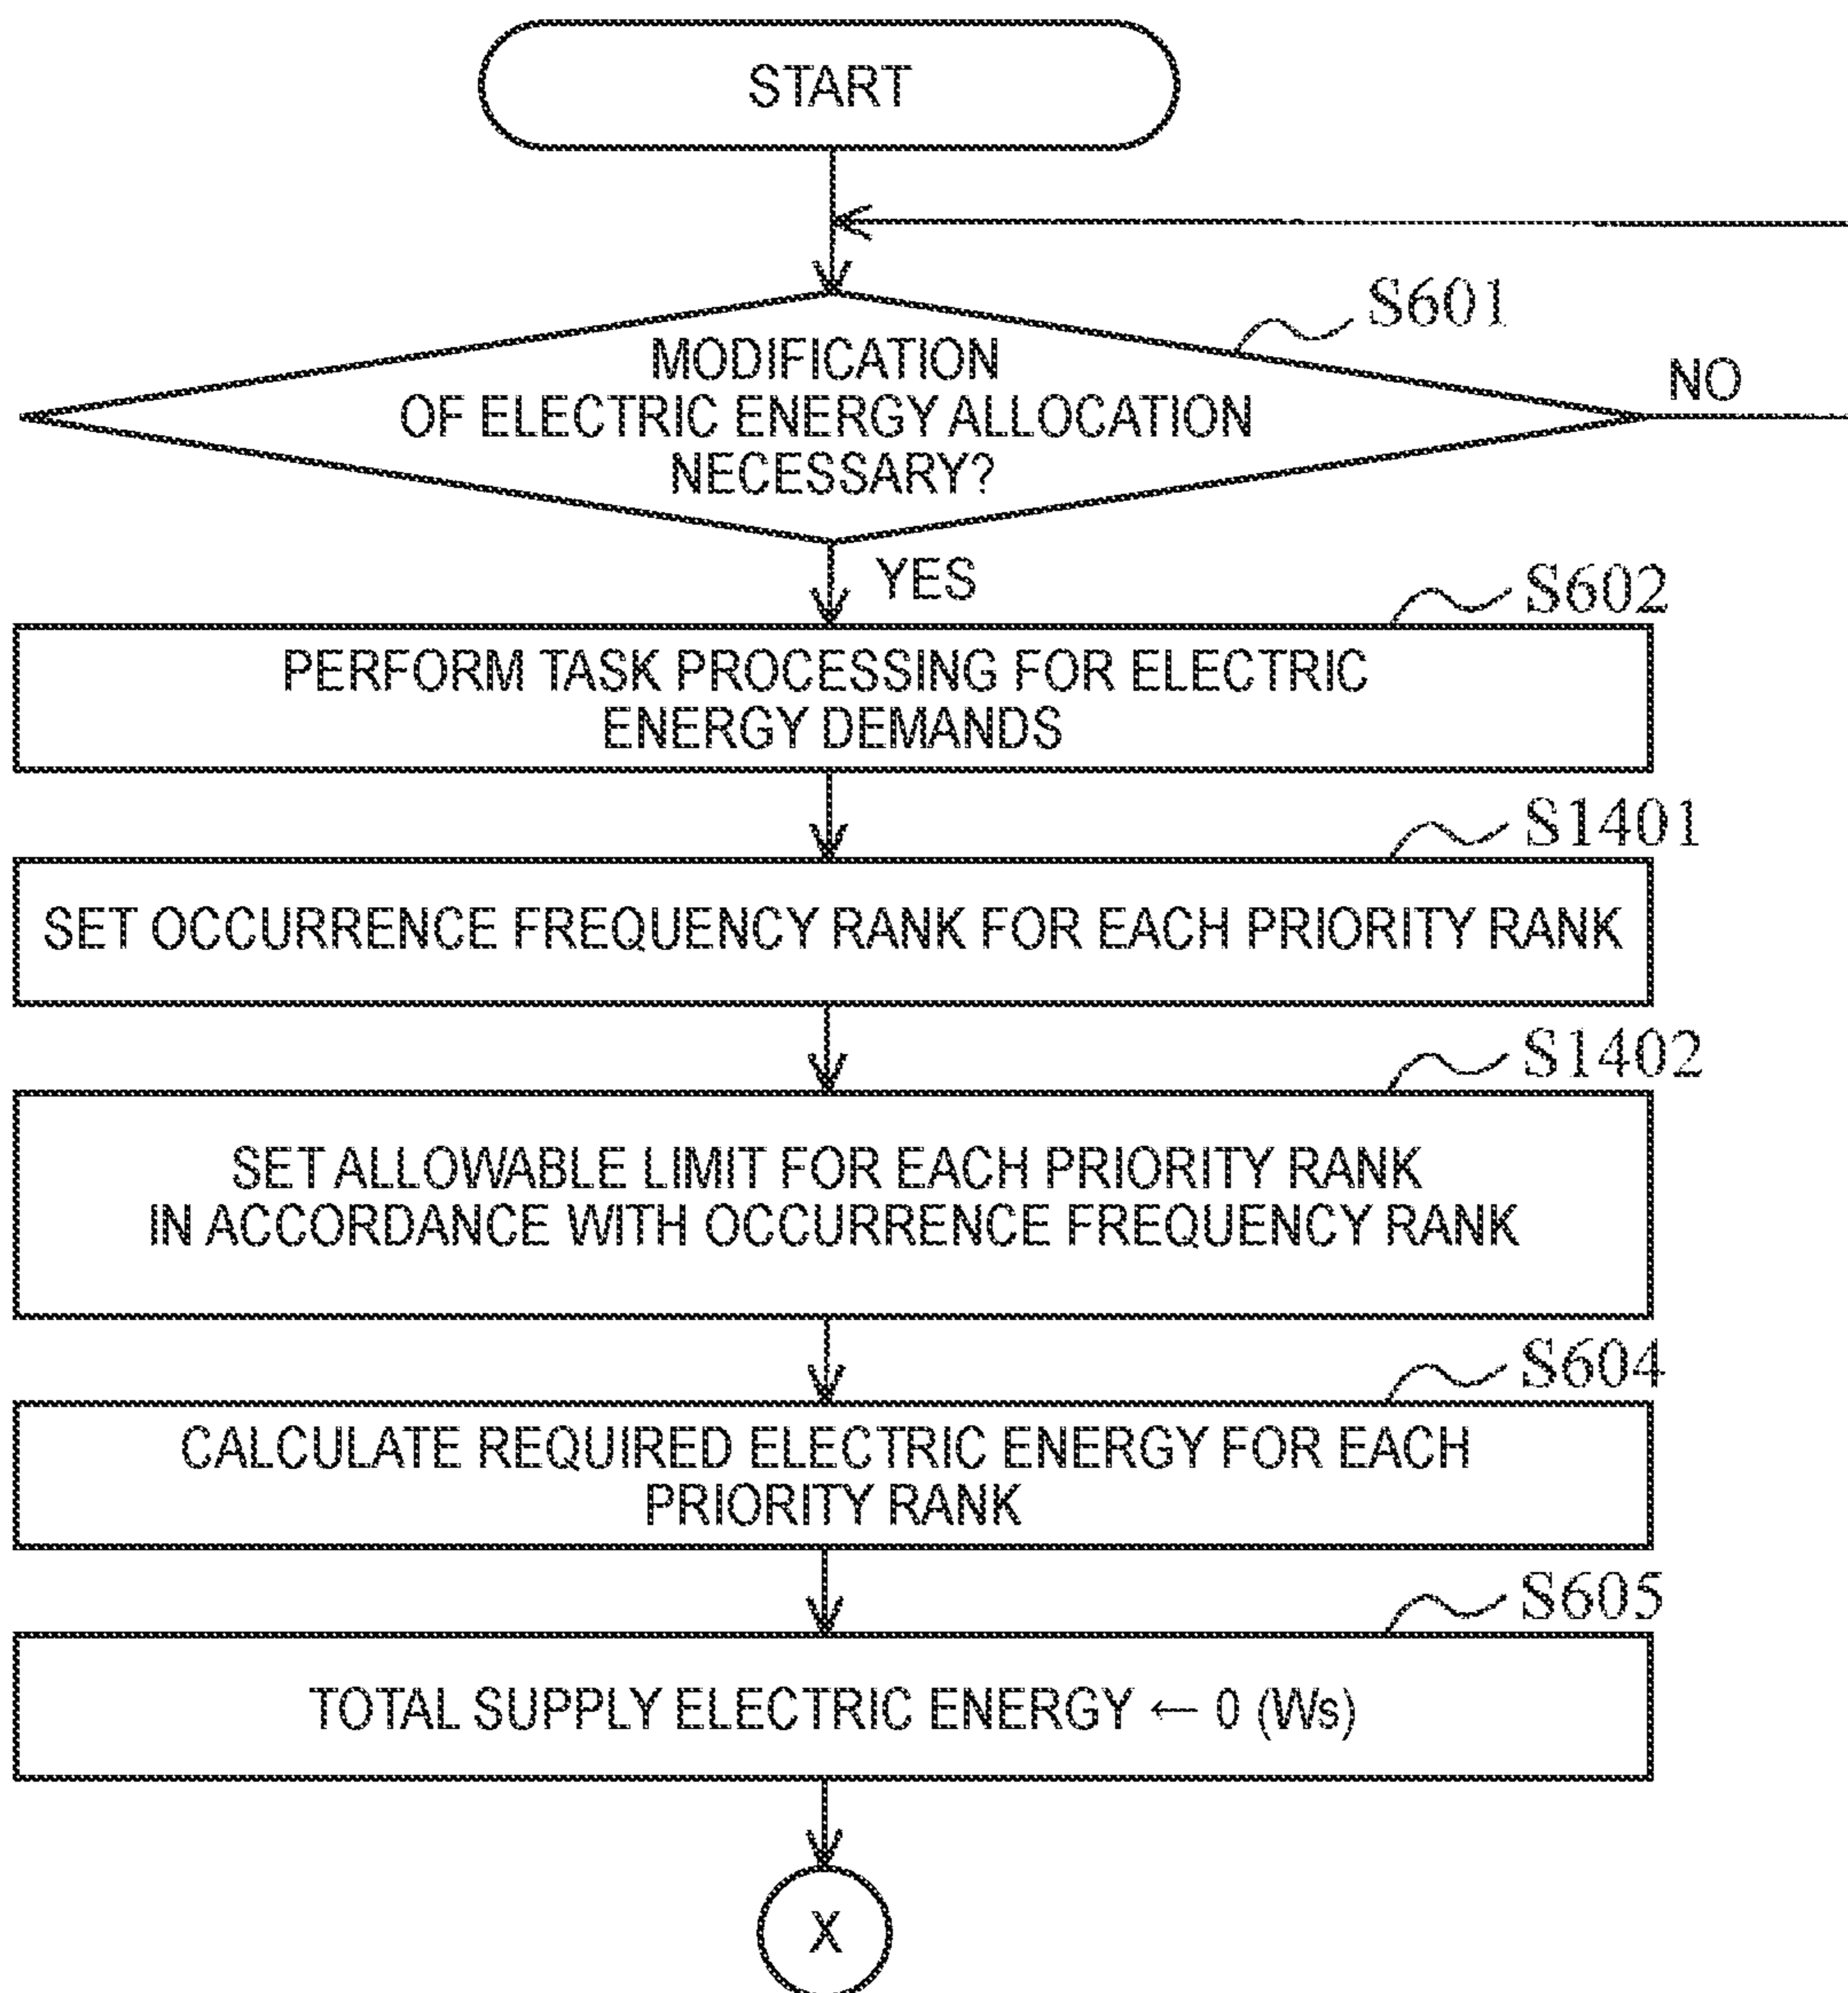 START
S601
MODIFICATION
OF ELECTRIC ENERGY ALLOCATION
NECESSARY?
NO
YES
S602
PERFORM TASK PROCESSING FOR ELECTRIC
ENERGY DEMANDS
S1401
SET OCCURRENCE FREQUENCY RANK FOR EACH PRIORITY RANK
S1402
SET ALLOWABLE LIMIT FOR EACH PRIORITY RANK
IN ACCORDANCE WITH OCCURRENCE FREQUENCY RANK
S604
CALCULATE REQUIRED ELECTRIC ENERGY FOR EACH
PRIORITY RANK
S605
TOTAL SUPPLY ELECTRIC ENERGY ← 0 (Ws)
X